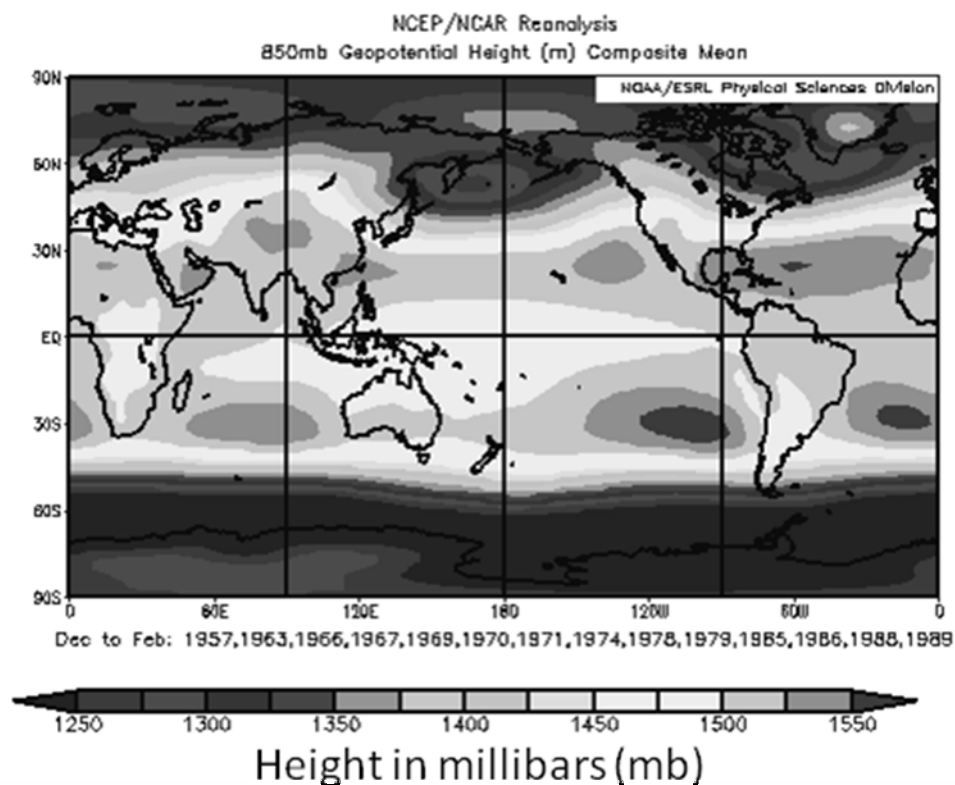 NCEP/NCAR Reanalysis
850mb Geopotential Height (m) Composite Mean
NOAA/ESRL Physical Sciences Division
90N
60N
30N
EQ
30S
60S
90S
0 60E 120E 180 120W 60W 0
Dec to Feb: 1957,1963,1966,1967,1969,1970,1971,1974,1978,1979,1985,1986,1988,1989
1250 1300 1350 1400 1450 1500 1550
Height in millibars (mb)